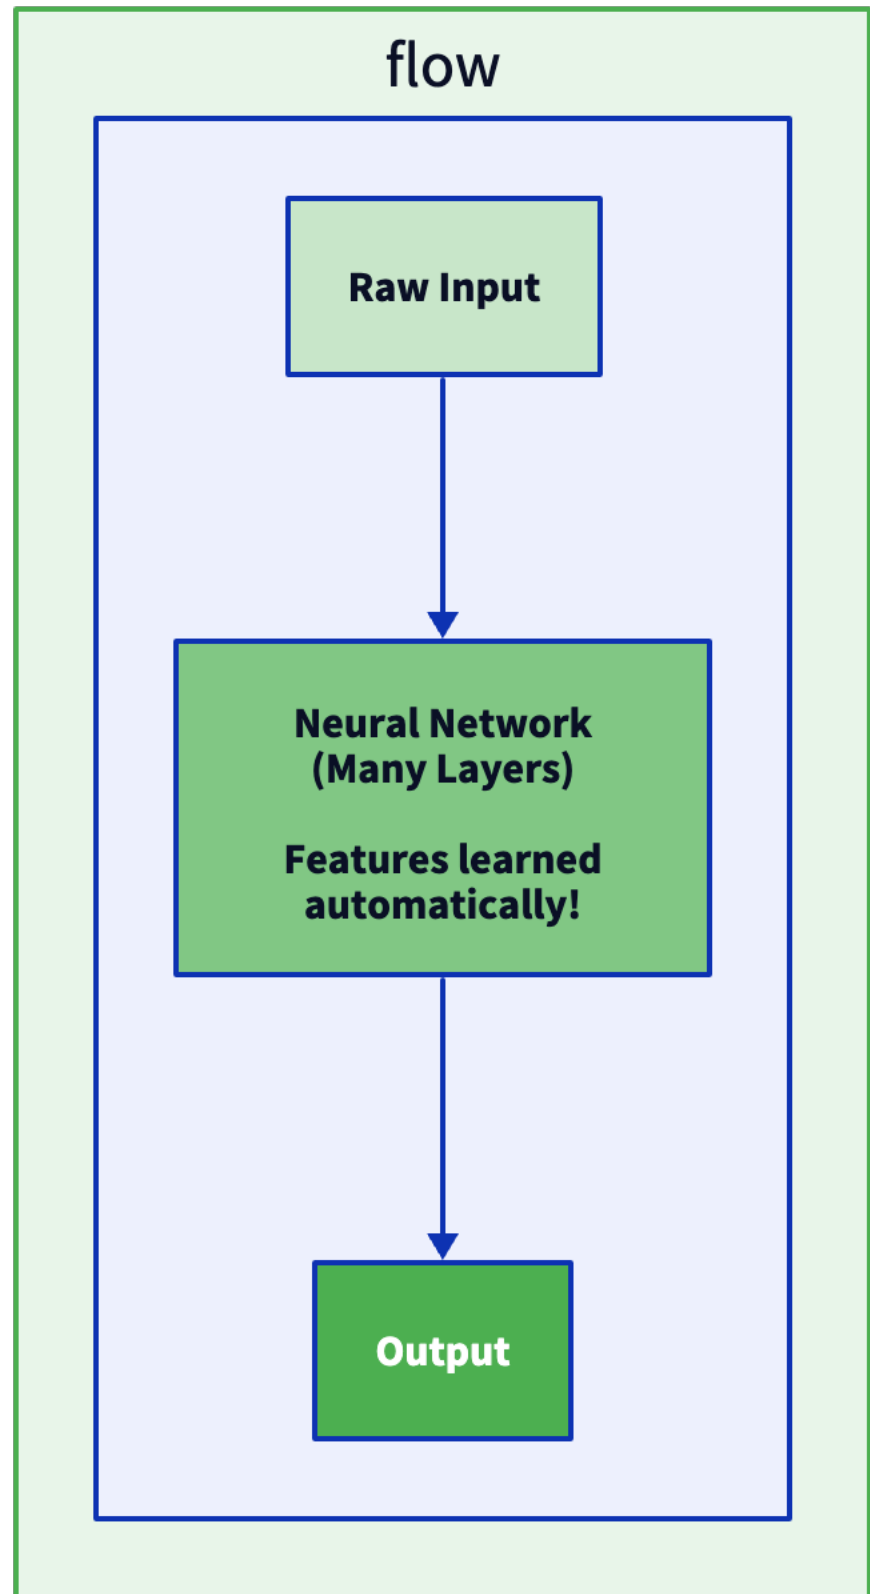 flow
Raw Input
Neural Network
(Many Layers)
Features learned
automatically!
Output